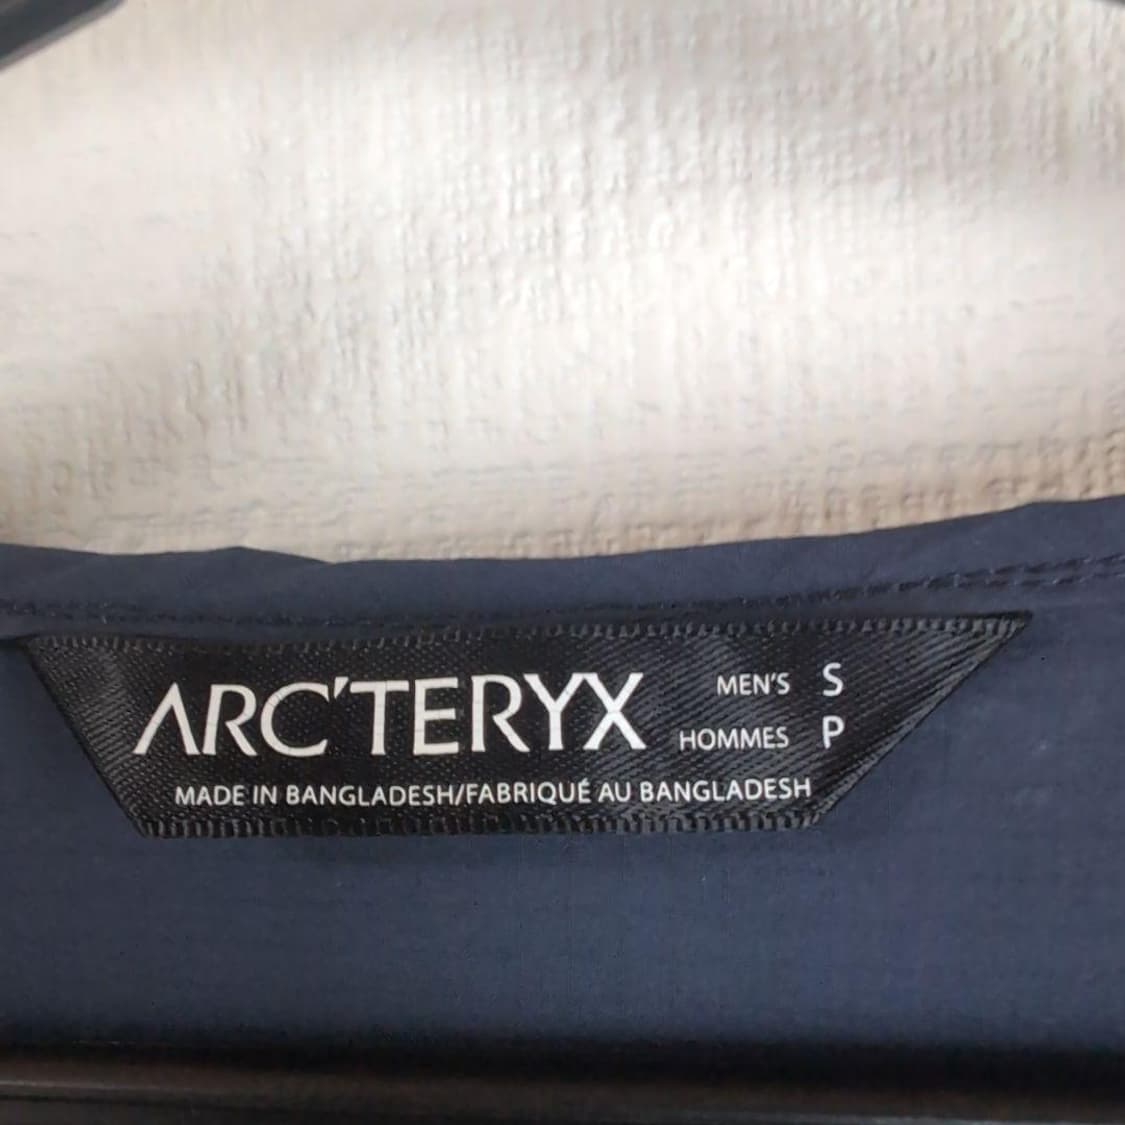 ARC'TERYX MEN'S S
HOMMES P
MADE IN BANGLADESH/FABRIQUÉ AU BANGLADESH